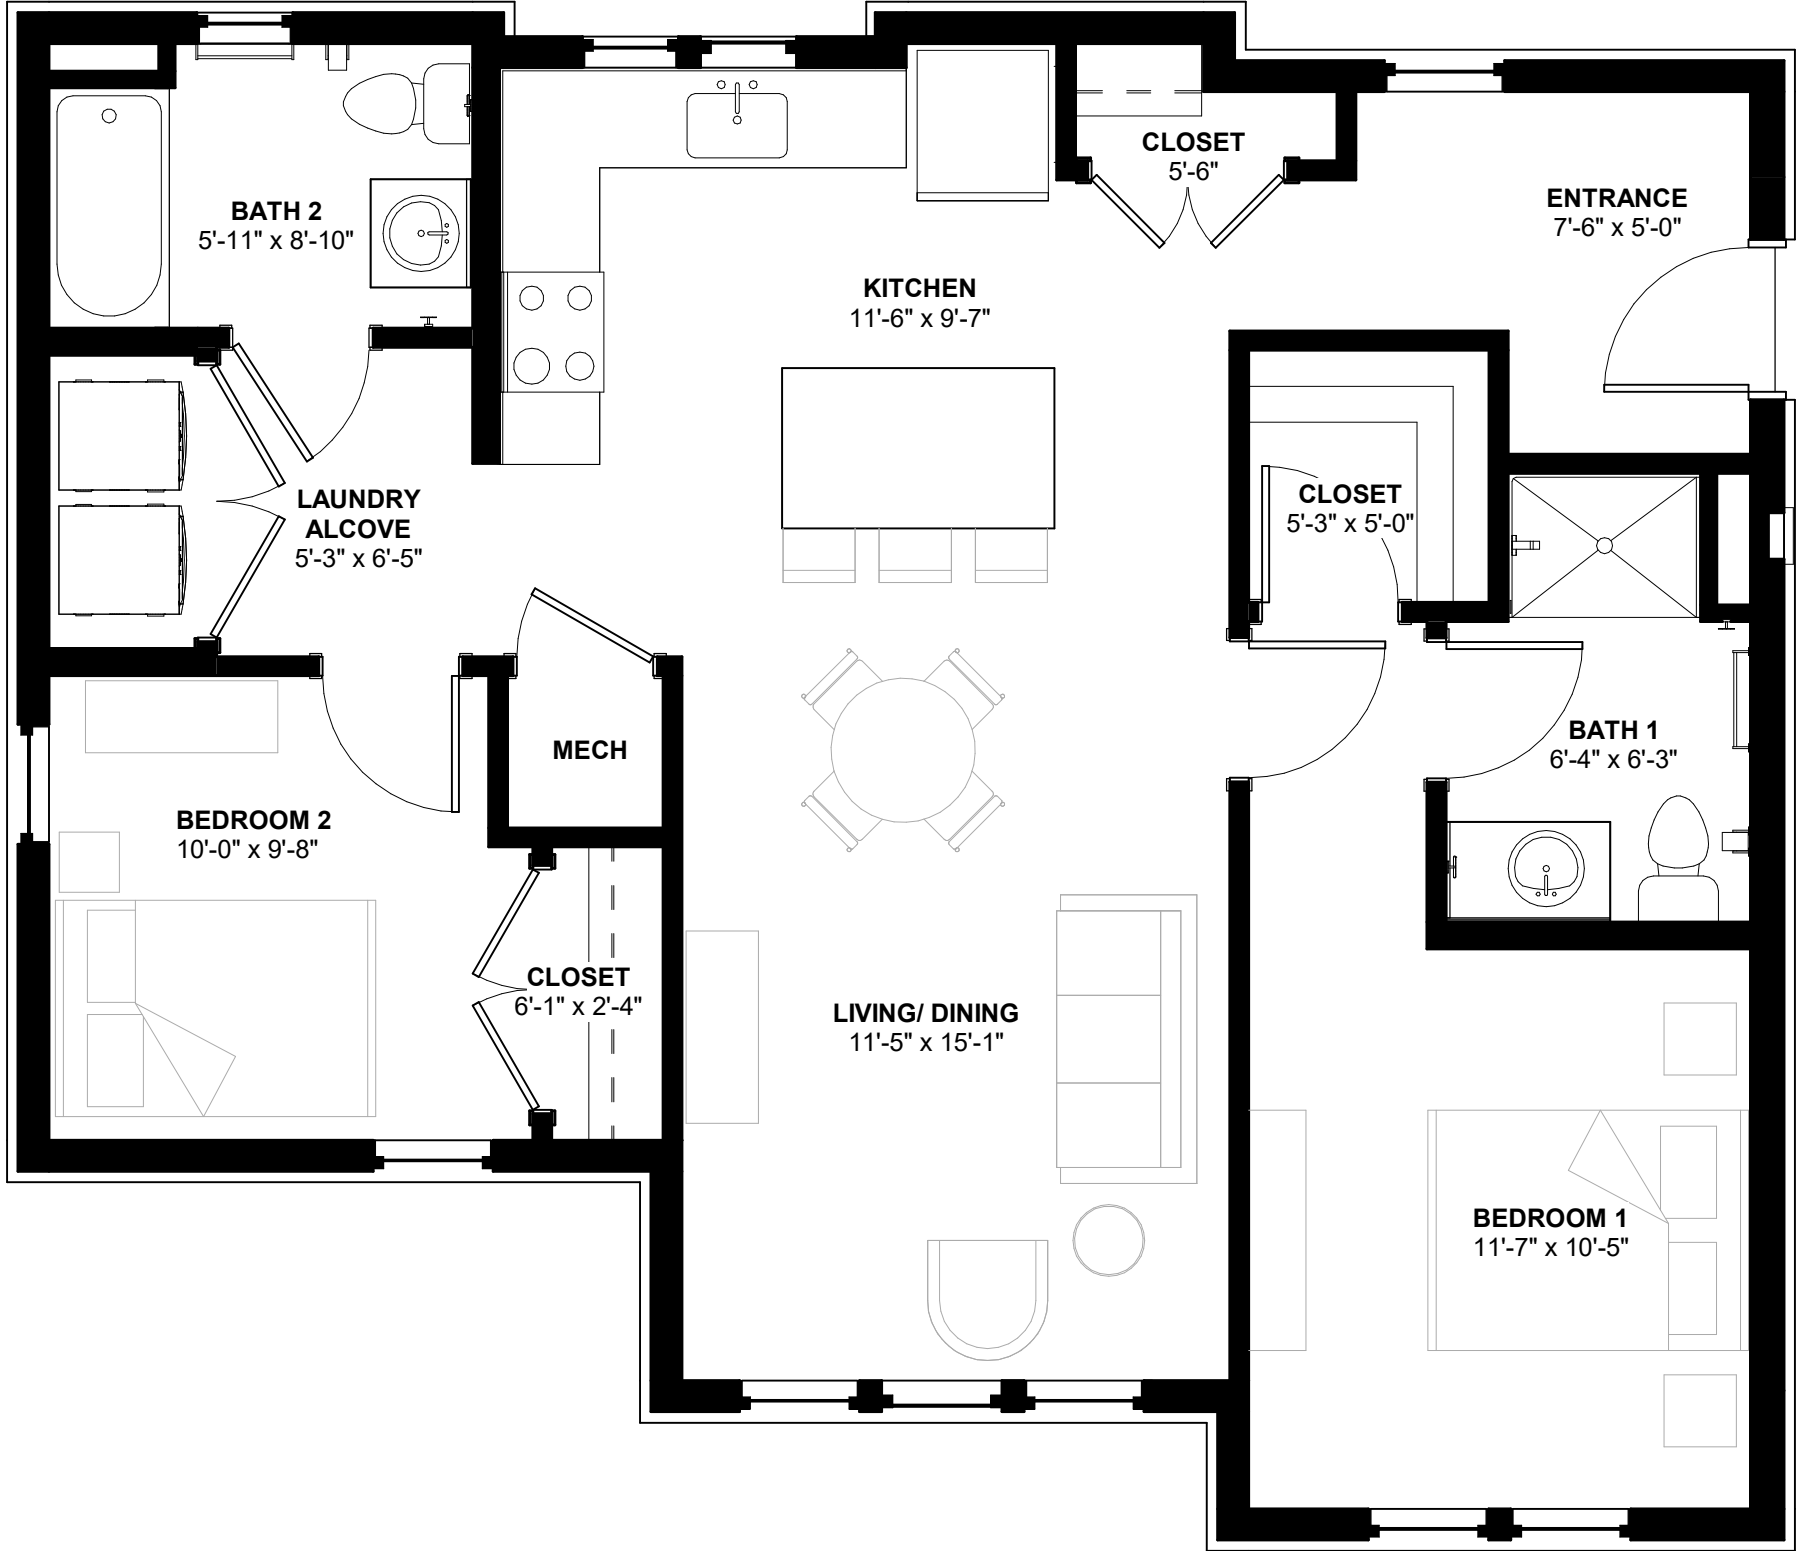 CLOSET
5'-6"
BATH 2
5'-11" x 8'-10"
ENTRANCE
7'-6" x 5'-0"
KITCHEN
11'-6" x 9'-7"
LAUNDRY
ALCOVE
5'-3" x 6'-5"
CLOSET
5'-3" x 5'-0"
MECH
BATH 1
6'-4" x 6'-3"
BEDROOM 2
10'-0" x 9'-8"
CLOSET
6'-1" x 2'-4"
LIVING/ DINING
11'-5" x 15'-1"
BEDROOM 1
11'-7" x 10'-5"